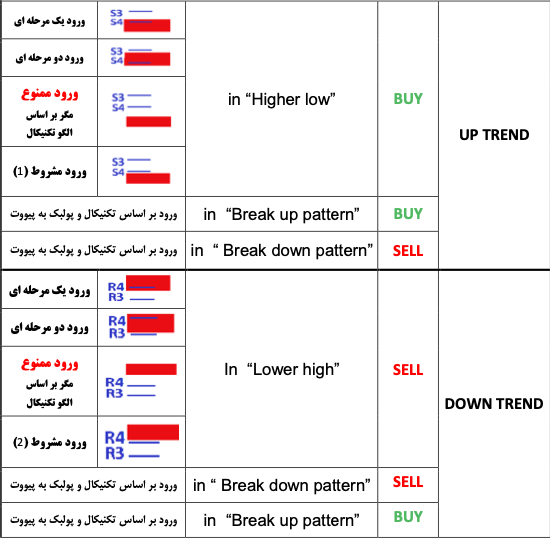 ورود یک مرحله ای
S3
S4
ورود دو مرحله ای
S3
S4
ورود ممنوع
مگر بر اساس
الگو تکنیکال
S3
S4
ورود مشروط (1)
S3
S4
in “Higher low”
BUY
UP TREND
ورود بر اساس تکنیکال و پولبک به پیووت
in “Break up pattern”
BUY
ورود بر اساس تکنیکال و پولبک به پیووت
in “ Break down pattern”
SELL
ورود یک مرحله ای
R4
R3
ورود دو مرحله ای
R4
R3
ورود ممنوع
مگر بر اساس
الگو تکنیکال
R4
R3
ورود مشروط (2)
R4
R3
In “Lower high”
SELL
DOWN TREND
ورود بر اساس تکنیکال و پولبک به پیووت
in “ Break down pattern”
SELL
ورود بر اساس تکنیکال و پولبک به پیووت
in “Break up pattern”
BUY